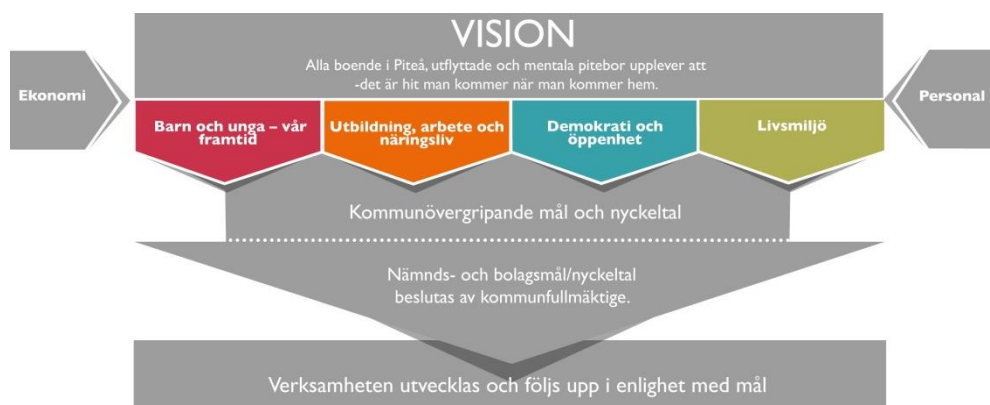 VISION
Alla boende i Piteå, utflyttade och mentala pitebor upplever att
-det är hit man kommer när man kommer hem.
Ekonomi
Personal
Barn och unga – vår
framtid
Utbildning, arbete och
näringsliv
Demokrati och
öppenhet
Livsmiljö
Kommunövergripande mål och nyckeltal
Nämnds- och bolagsmål/nyckeltal
beslutas av kommunfullmäktige.
Verksamheten utvecklas och följs upp i enlighet med mål